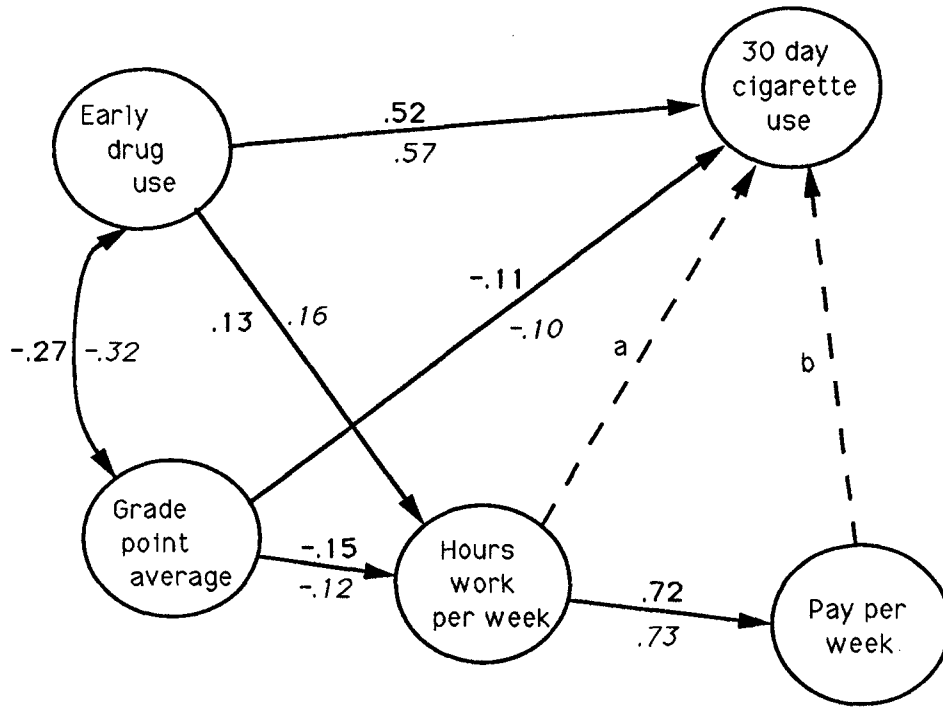 30 day
cigarette
use
Early
drug
use
.52
.57
-.11
-.10
.13
.16
a
b
-.27
-.32
Grade
point
average
-.15
-.12
Hours
work
per week
.72
.73
Pay per
week